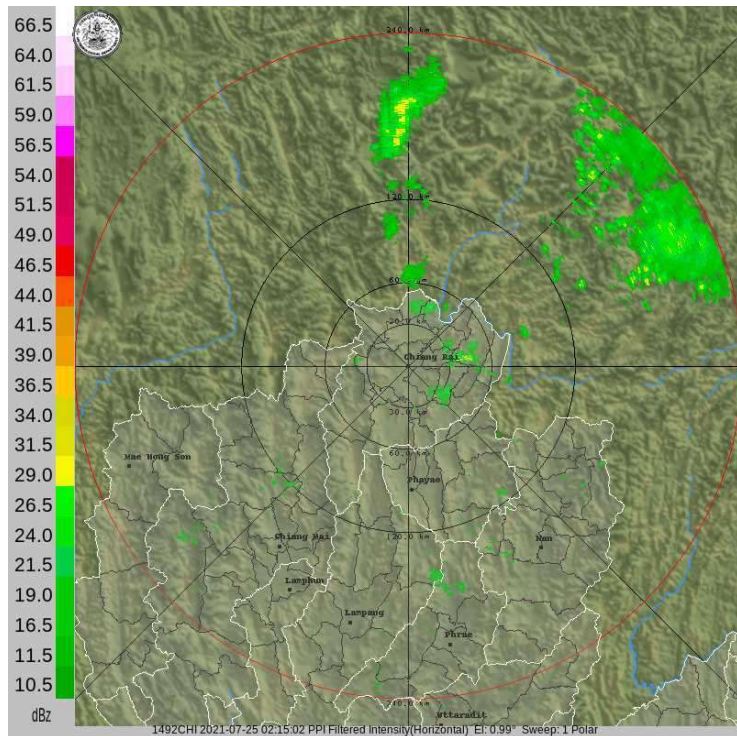 66.5
64.0
61.5
59.0
56.5
54.0
51.5
49.0
46.5
44.0
41.5
39.0
36.5
34.0
31.5
29.0
26.5
24.0
21.5
19.0
16.5
11.5
10.5
dBz
240.0 km
120.0 km
60.0 km
30.0 km
Chiang Rai
30.0 km
60.0 km
Mae Hong Son
Phayao
120.0 km
Chiang Mai
Nan
Lamphun
Lampang
Phrae
240.0 km
Uttaradit
1492CHI 2021-07-25 02:15:02 PPI Filtered Intensity(Horizontal) El: 0.99° Sweep: 1 Polar